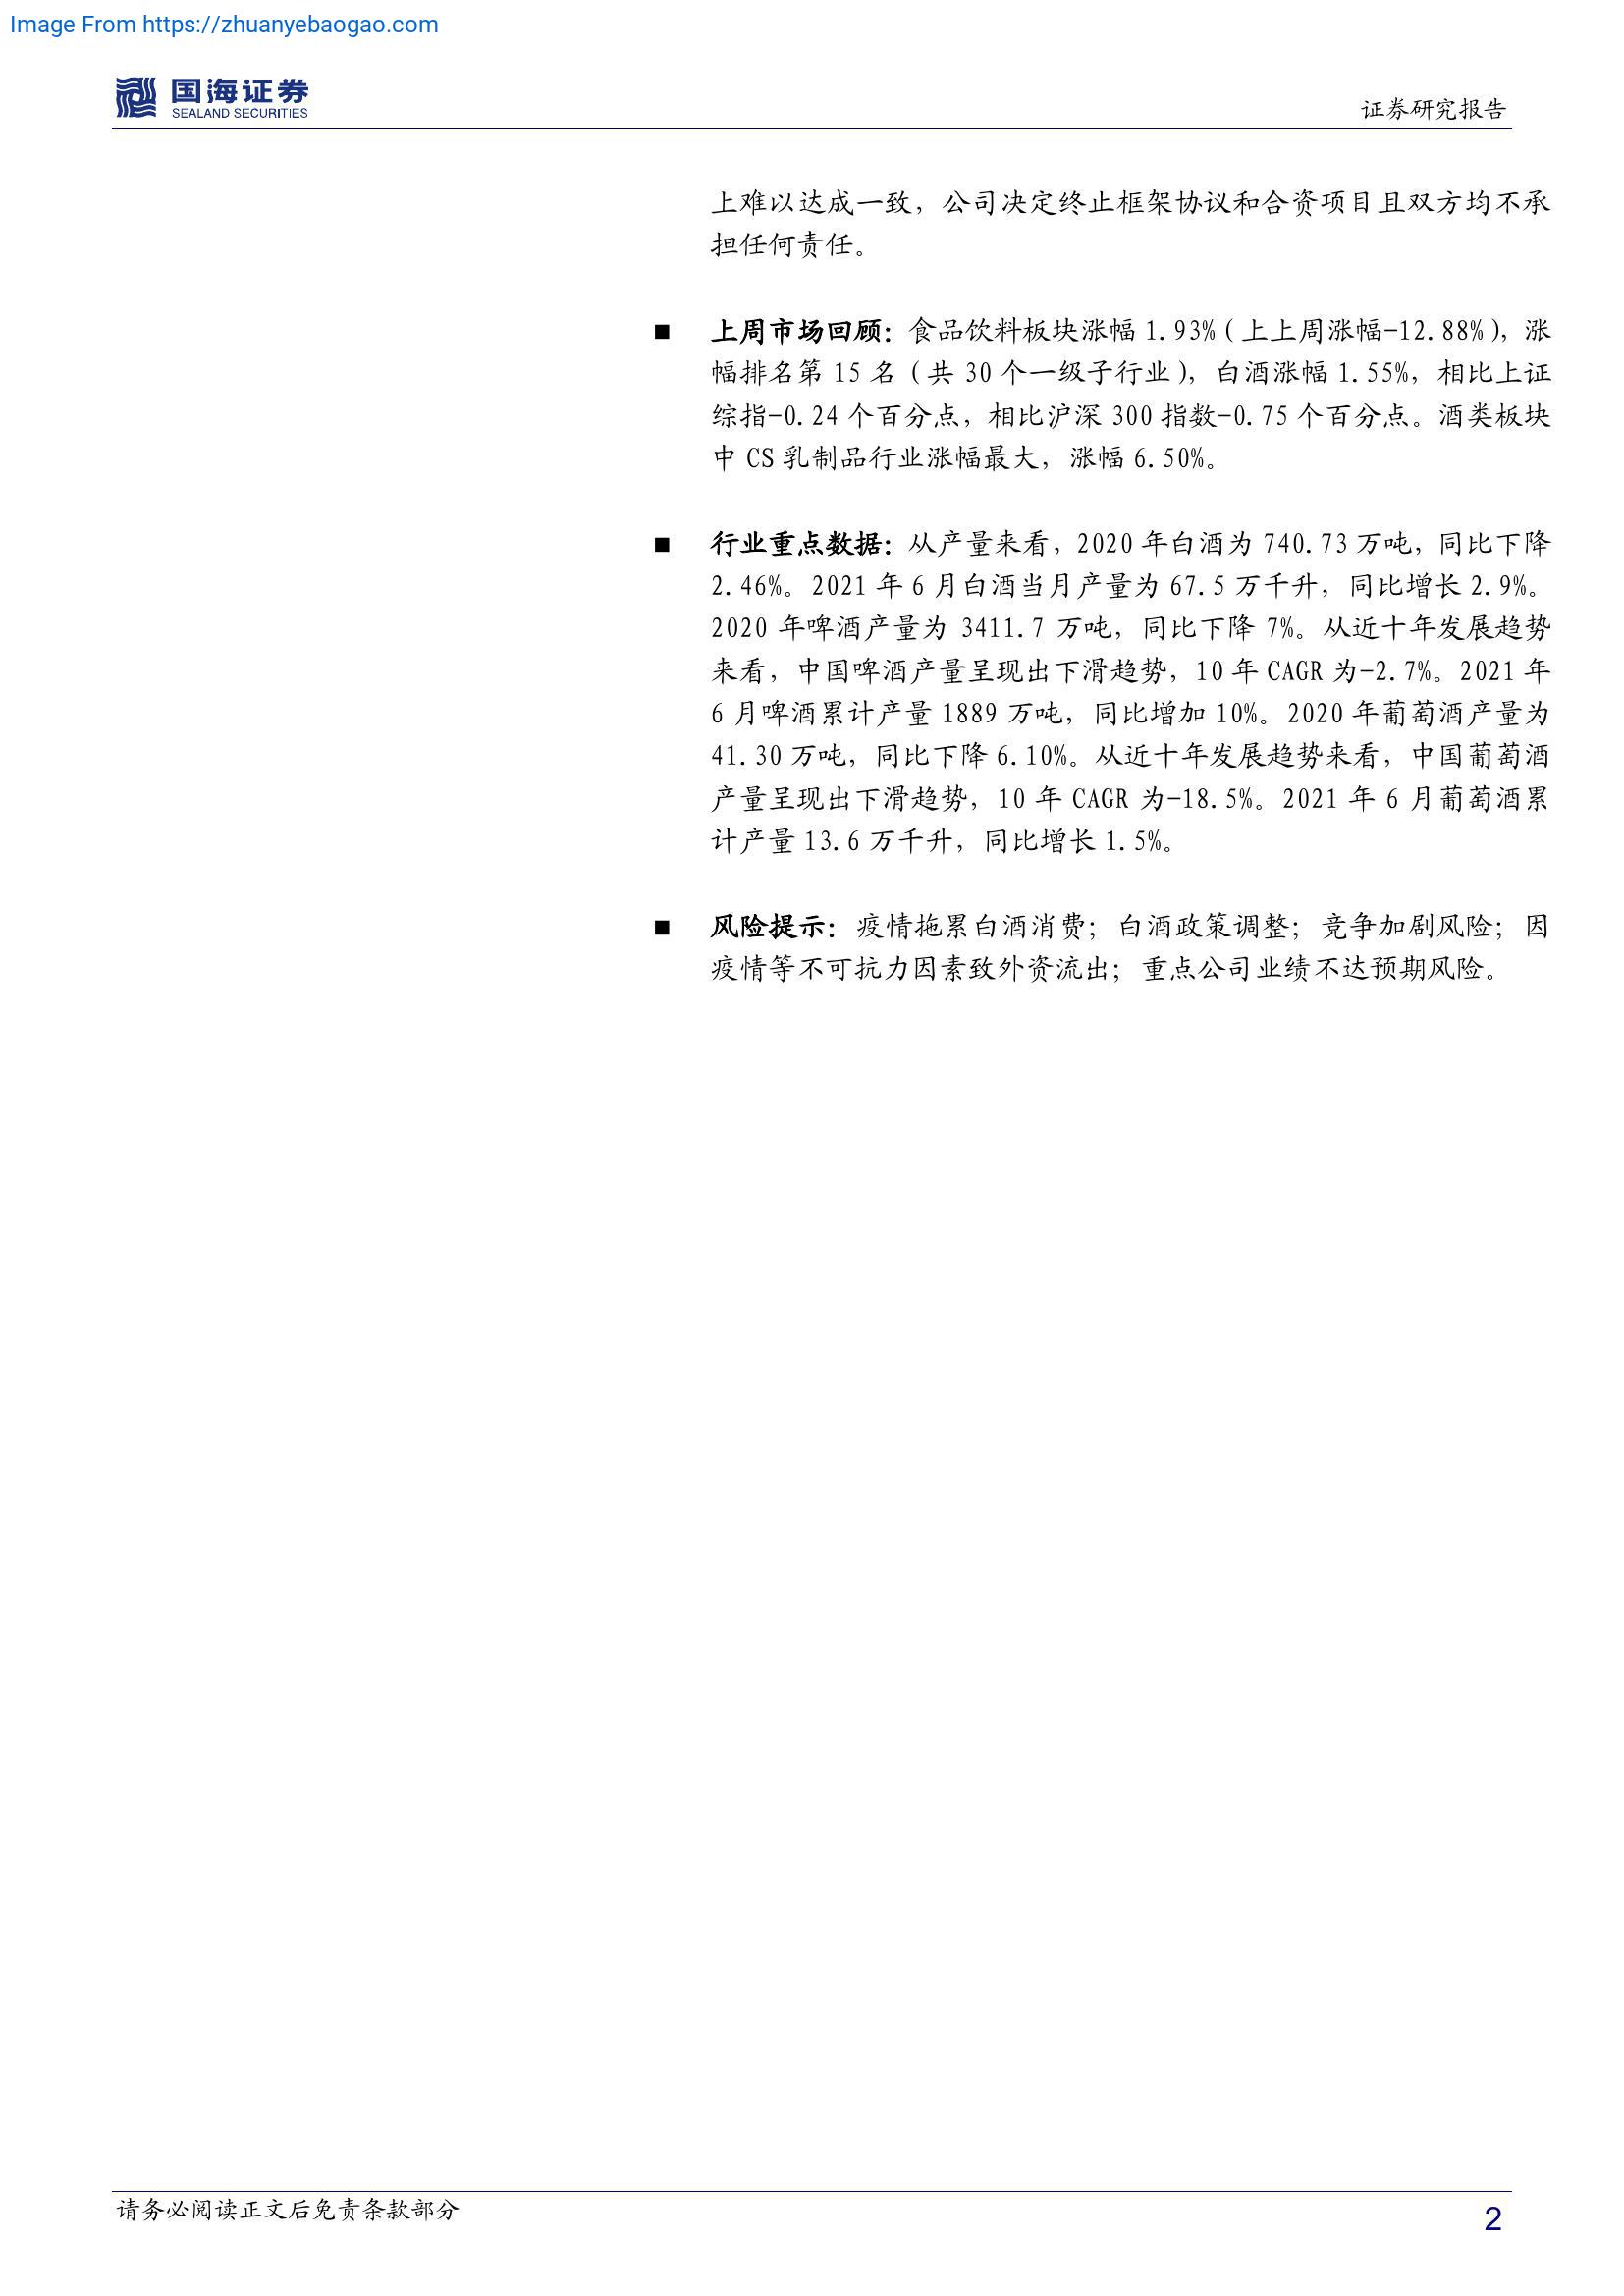 Image From https://zhuanyebaogao.com
国海证券
SEALAND SECURITIES
证券研究报告
上难以达成一致，公司决定终止框架协议和合资项目且双方均不承
担任何责任。
■ 上周市场回顾：食品饮料板块涨幅 1.93%（上上周涨幅-12.88%），涨
幅排名第 15 名（共 30 个一级子行业），白酒涨幅 1.55%，相比上证
综指-0.24 个百分点，相比沪深 300 指数-0.75 个百分点。酒类板块
中 CS 乳制品行业涨幅最大，涨幅 6.50%。
■ 行业重点数据：从产量来看，2020 年白酒为 740.73 万吨，同比下降
2.46%。2021 年 6 月白酒当月产量为 67.5 万千升，同比增长 2.9%。
2020 年啤酒产量为 3411.7 万吨，同比下降 7%。从近十年发展趋势
来看，中国啤酒产量呈现出下滑趋势，10 年 CAGR 为-2.7%。2021 年
6 月啤酒累计产量 1889 万吨，同比增加 10%。2020 年葡萄酒产量为
41.30 万吨，同比下降 6.10%。从近十年发展趋势来看，中国葡萄酒
产量呈现出下滑趋势，10 年 CAGR 为-18.5%。2021 年 6 月葡萄酒累
计产量 13.6 万千升，同比增长 1.5%。
■ 风险提示：疫情拖累白酒消费；白酒政策调整；竞争加剧风险；因
疫情等不可抗力因素致外资流出；重点公司业绩不达预期风险。
请务必阅读正文后免责条款部分
2